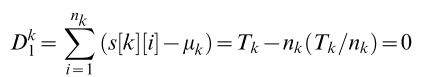 $D_1^k = \sum_{i=1}^{n_k} (s[k][i] - \mu_k) = T_k - n_k(T_k/n_k) = 0$